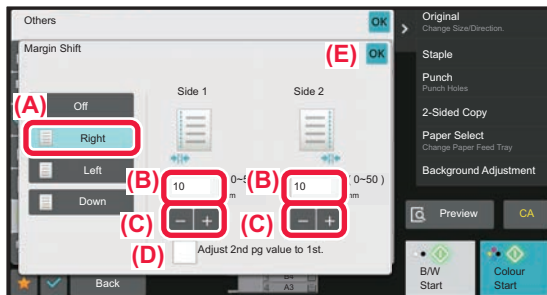 Others
OK
Margin Shift
(E)
OK
(A)
Off
Right
Left
Down
Side 1
Side 2
(B)
10
(B)
10
( 0~50 )
(C)
− +
(C)
− +
(D)
Adjust 2nd pg value to 1st.
Back
A3
Original
Change Size/Direction.
Staple
Punch
Punch Holes
2-Sided Copy
Paper Select
Change Paper Feed Tray
Background Adjustment
Preview
CA
B/W
Start
Colour
Start